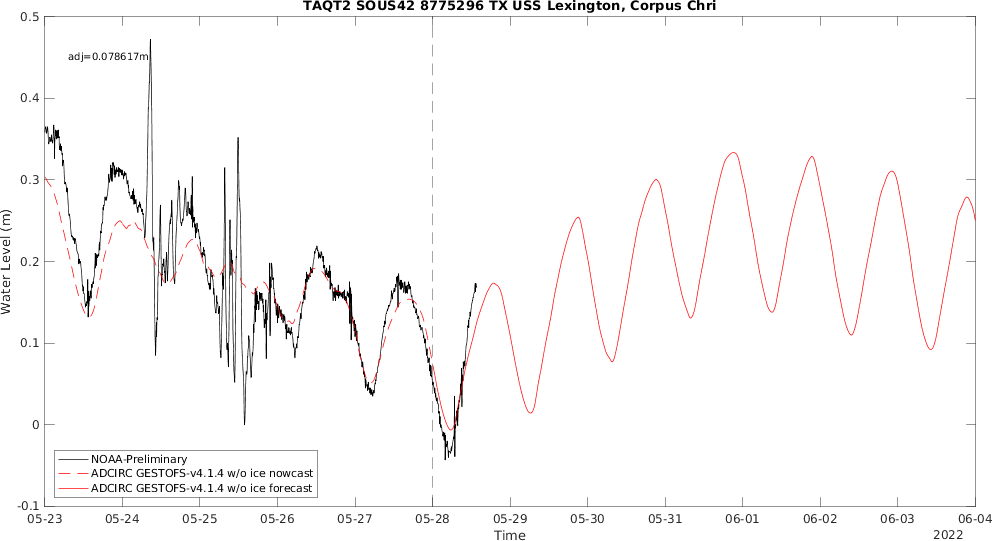 TAQT2 SOUS42 8775296 TX USS Lexington, Corpus Chri
0.5
adj=0.078617m
0.4
0.3
0.2
0.1
0
-0.1
Water Level (m)
NOAA-Preliminary
ADCIRC GESTOFS-v4.1.4 w/o ice nowcast
ADCIRC GESTOFS-v4.1.4 w/o ice forecast
05-23 05-24 05-25 05-26 05-27 05-28 05-29 05-30 05-31 06-01 06-02 06-03 06-04
Time
2022